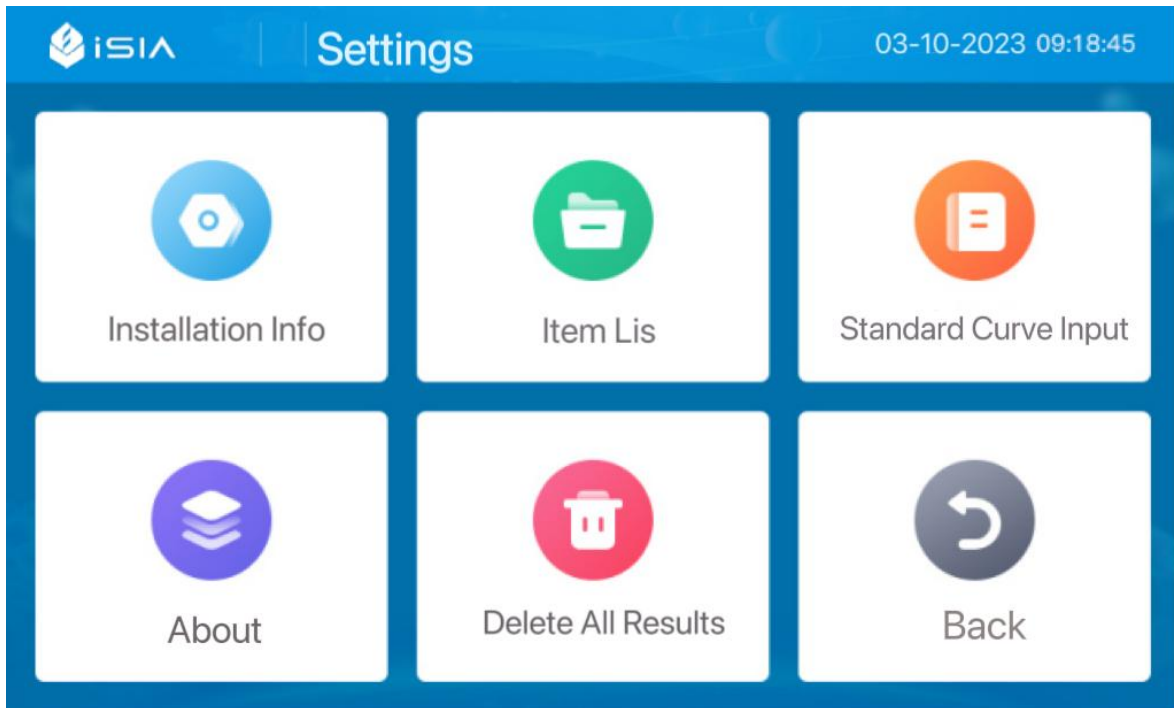 iSIA
Settings
03-10-2023 09:18:45
Installation Info
Item Lis
Standard Curve Input
About
Delete All Results
Back